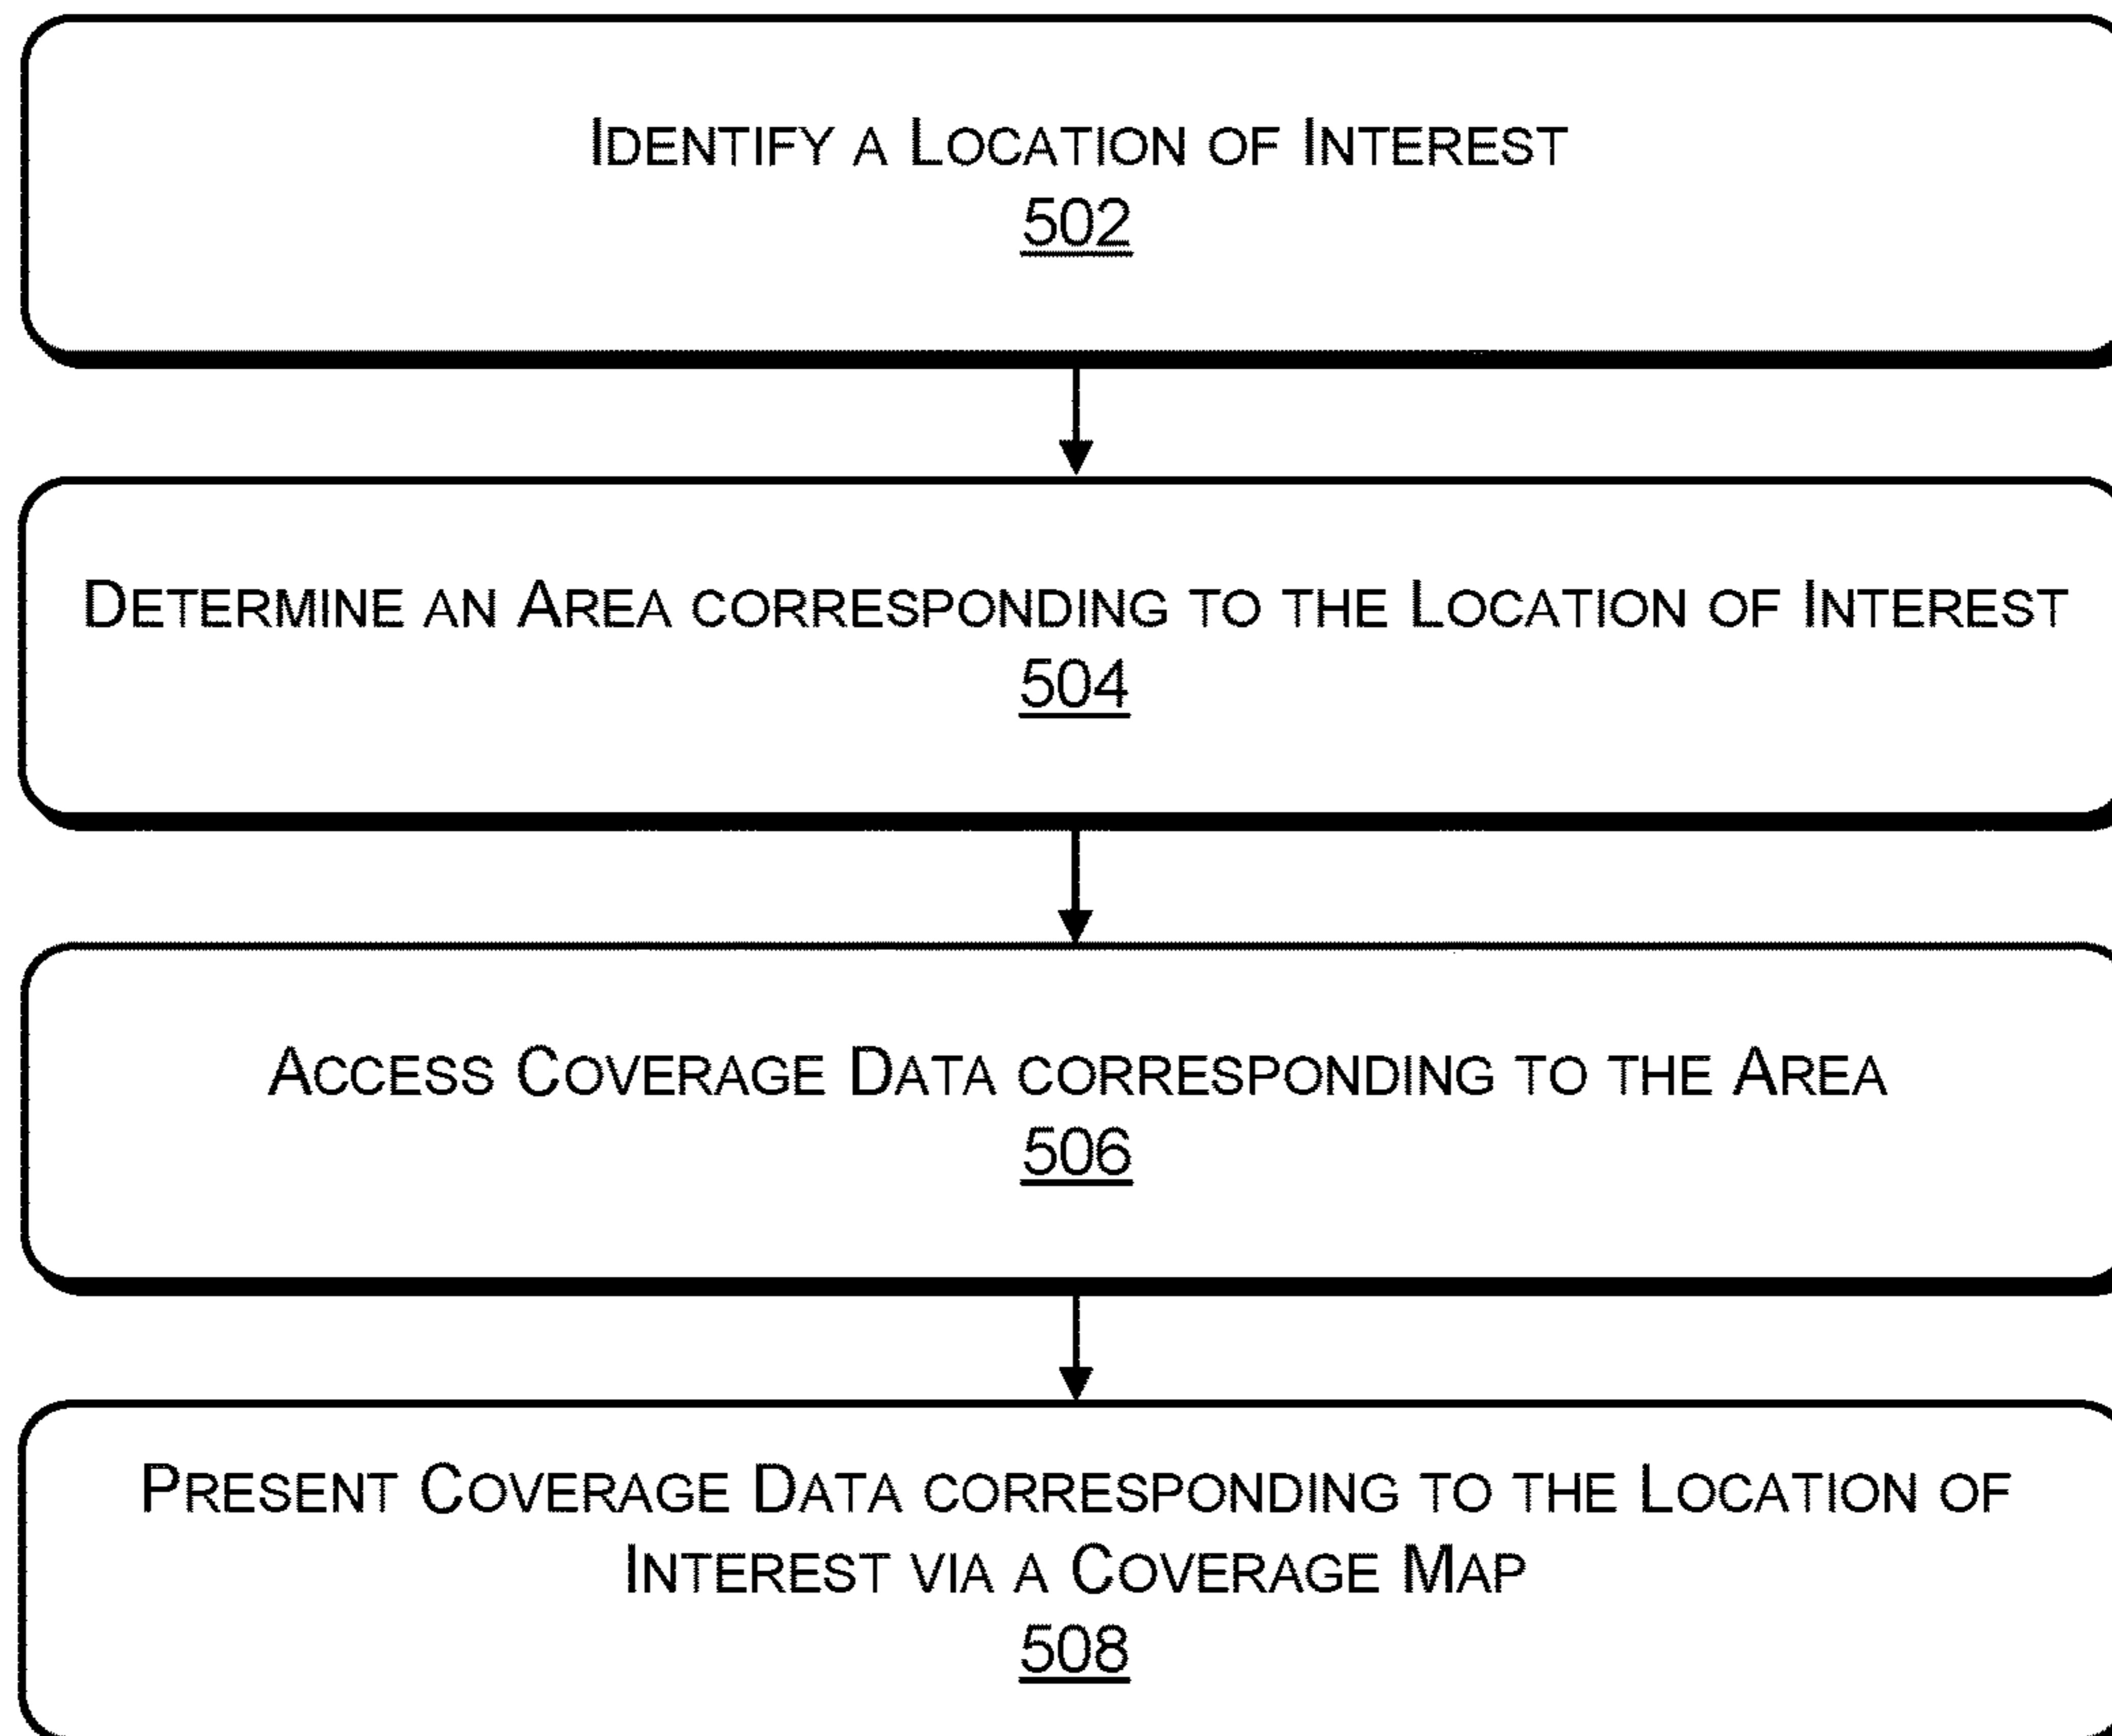 Identify a Location of Interest
502
Determine an Area corresponding to the Location of Interest
504
Access Coverage Data corresponding to the Area
506
Present Coverage Data corresponding to the Location of
Interest via a Coverage Map
508